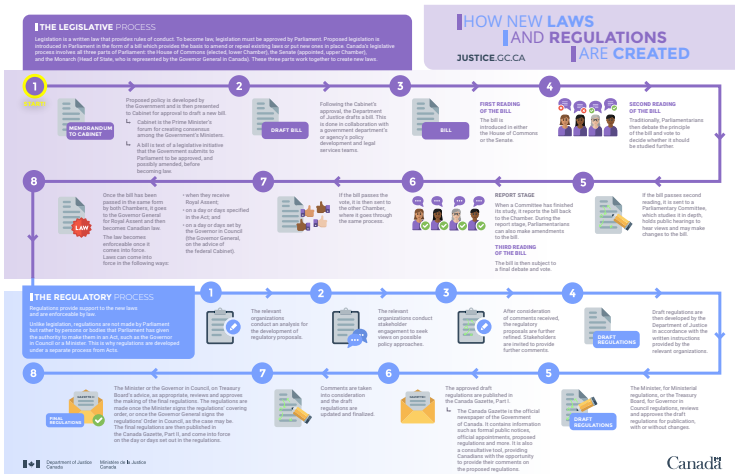 HOW NEW LAWS
AND REGULATIONS
ARE CREATED
JUSTICE.GC.CA
THE LEGISLATIVE PROCESS
Legislation is a written law that provides rules of conduct. To become law, legislation must be approved by Parliament. Proposed legislation is
introduced in Parliament in the form of a bill which provides the basis to amend or repeal existing laws or put new ones in place. Canada's legislative
process involves all three parts of Parliament: the House of Commons (elected, lower Chamber), the Senate (appointed, upper Chamber),
and the Monarch (Head of State, who is represented by the Governor General in Canada). These three parts work together to create new laws.
1
START
MEMORANDUM
TO CABINET
Proposed policy is developed by
the Government and is then presented
to Cabinet for approval to draft a new bill.
Cabinet is the Prime Minister's
forum for creating consensus
among the Government's Ministers.
A bill is text of a legislative initiative
that the Government submits to
Parliament to be approved, and
possibly amended, before
becoming law.
2
DRAFT BILL
Following the Cabinet's
approval, the Department
of Justice drafts a bill. This
is done in collaboration with
a government department's
or agency's policy
development and legal
services teams.
3
BILL
FIRST READING
OF THE BILL
The bill is
introduced in either
the House of Commons
or the Senate.
4
SECOND READING
OF THE BILL
Traditionally, Parliamentarians
then debate the principle
of the bill and vote to
decide whether it should
be studied further.
5
If the bill passes second
reading, it is sent to a
Parliamentary Committee,
which studies it in depth,
holds public hearings to
hear views and may make
changes to the bill.
6
REPORT STAGE
When a Committee has finished
its study, it reports the bill back
to the Chamber. During the
report stage, Parliamentarians
can also make amendments
to the bill.
THIRD READING
OF THE BILL
The bill is then subject to
a final debate and vote.
7
If the bill passes the
vote, it is then sent to
the other Chamber,
where it goes through
the same process.
8
LAW
Once the bill has been
passed in the same form
by both Chambers, it goes
to the Governor General
for Royal Assent and then
becomes Canadian law.
The law becomes
enforceable once it
comes into force.
Laws can come into
force in the following ways:
• when they receive
Royal Assent;
• on a day or days specified
in the Act; and
• on a day or days set by
the Governor in Council
(the Governor General,
on the advice of
the federal Cabinet).
THE REGULATORY PROCESS
Regulations provide support to the new laws
and are enforceable by law.
Unlike legislation, regulations are not made by Parliament
but rather by persons or bodies that Parliament has given
the authority to make them in an Act, such as the Governor
in Council or a Minister. This is why regulations are developed
under a separate process from Acts.
1
The relevant
organizations
conduct an analysis for
the development of
regulatory proposals.
2
The relevant
organizations
conduct stakeholder
engagement to seek
views on possible
policy approaches.
3
After consideration
of comments received,
the regulatory
proposals are further
refined. Stakeholders
are invited to provide
further comments.
4
DRAFT
REGULATIONS
Draft regulations are
then developed by the
Department of Justice
in accordance with the
written instructions
provided by the
relevant organizations.
5
DRAFT
REGULATIONS
The Minister, for Ministerial
regulations, or the Treasury
Board, for Governor in
Council regulations, reviews
and approves the draft
regulations for publication,
with or without changes.
6
GAZETTE I
The approved draft
regulations are published in
the Canada Gazette, Part I.
The Canada Gazette is the official
newspaper of the Government
of Canada. It contains information
such as formal public notices,
official appointments, proposed
regulations and more. It is also
a consultative tool, providing
Canadians with the opportunity
to provide their comments on
the proposed regulations.
7
Comments are taken
into consideration
and the draft
regulations are
updated and finalized.
8
GAZETTE II
FINAL
REGULATIONS
The Minister or the Governor in Council, on Treasury
Board's advice, as appropriate, reviews and approves
the making of the final regulations. The regulations are
made once the Minister signs the regulations' covering
order, or once the Governor General signs the
regulations' Order in Council, as the case may be.
The final regulations are then published in
the Canada Gazette, Part II, and come into force
on the day or days set out in the regulations.
Department of Justice
Canada
Ministère de la Justice
Canada
Canada